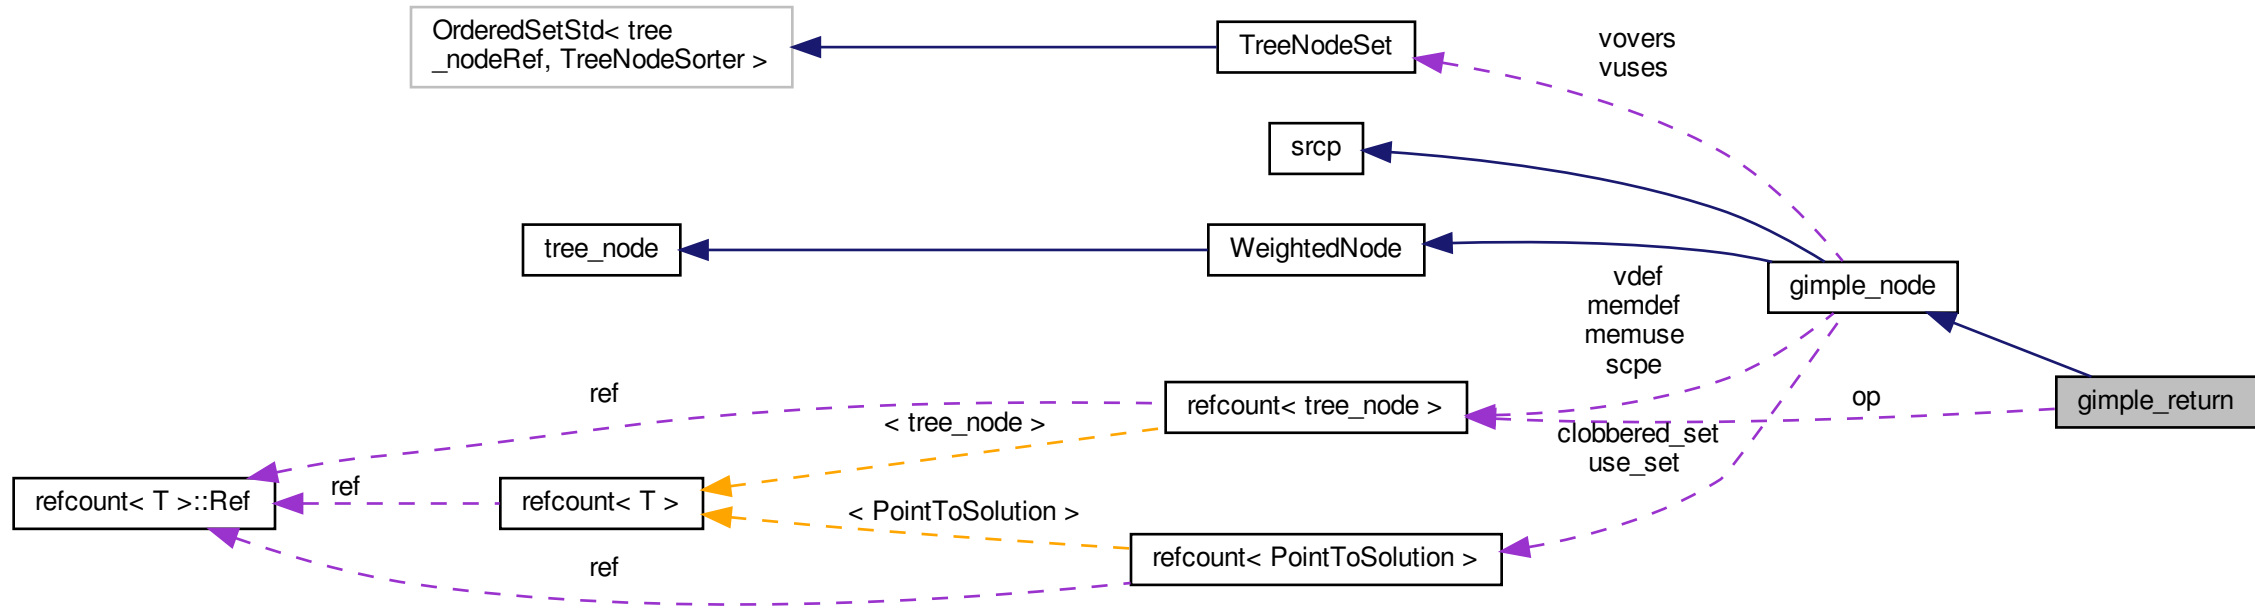 OrderedSetStd< tree
_nodeRef, TreeNodeSorter >
TreeNodeSet
vovers
vuses
srcp
tree_node
WeightedNode
gimple_node
vdef
memdef
memuse
scpe
ref
refcount< tree_node >
op
gimple_return
< tree_node >
clobbered_set
use_set
refcount< T >::Ref
ref
refcount< T >
< PointToSolution >
refcount< PointToSolution >
ref